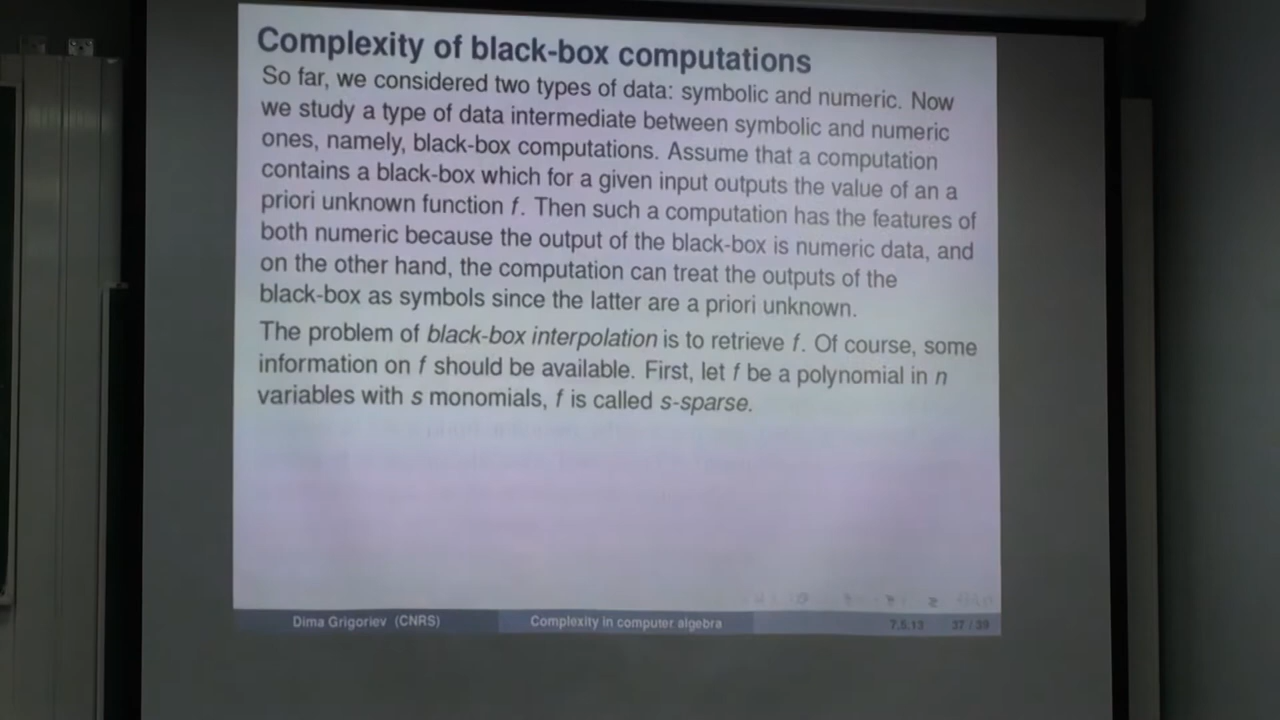 Complexity of black-box computations
So far, we considered two types of data: symbolic and numeric. Now
we study a type of data intermediate between symbolic and numeric
ones, namely, black-box computations. Assume that a computation
contains a black-box which for a given input outputs the value of an a
priori unknown function f. Then such a computation has the features of
both numeric because the output of the black-box is numeric data, and
on the other hand, the computation can treat the outputs of the
black-box as symbols since the latter are a priori unknown.
The problem of black-box interpolation is to retrieve f. Of course, some
information on f should be available. First, let f be a polynomial in n
variables with s monomials, f is called s-sparse.
Dima Grigoriev (CNRS) Complexity in computer algebra 7.5.13 37 / 39